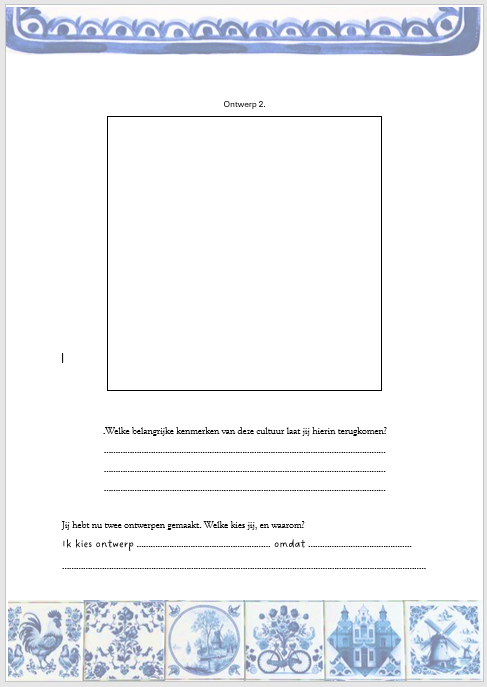 Ontwerp 2.
.Welke belangrijke kenmerken van deze cultuur laat jij hierin terugkomen?
Jij hebt nu twee ontwerpen gemaakt. Welke kies jij, en waarom?
Ik kies ontwerp ........................................ omdat ...............................